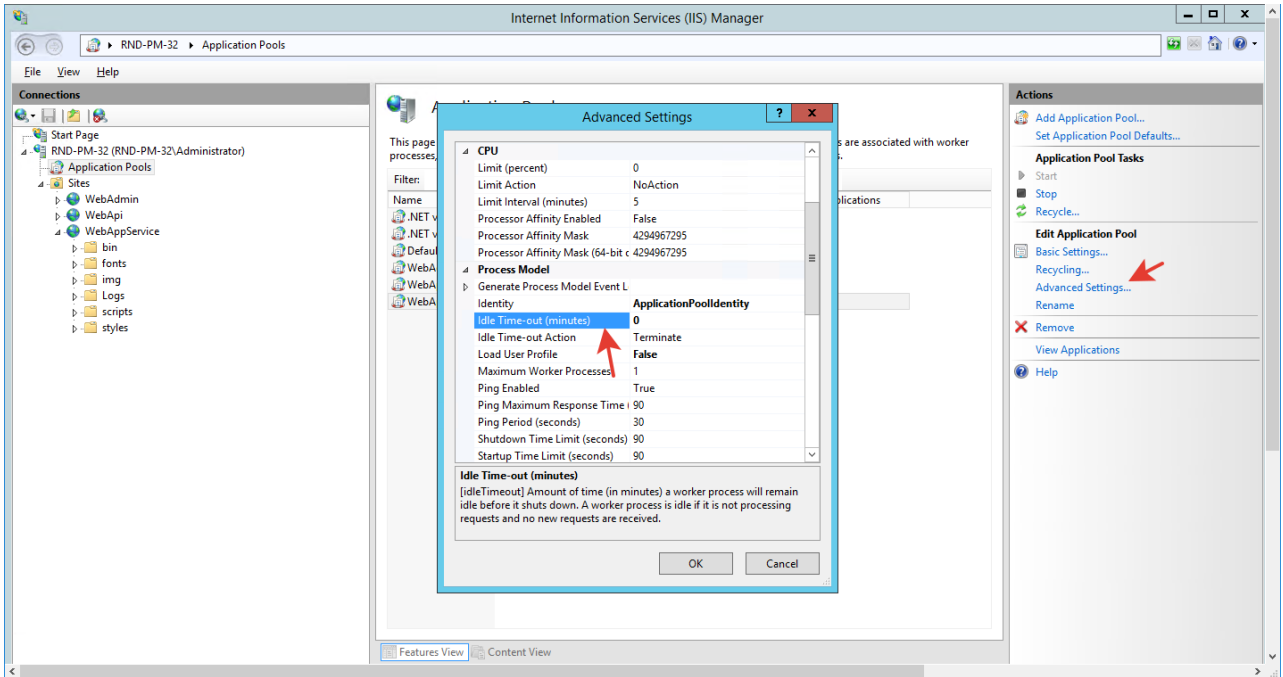 Internet Information Services (IIS) Manager
RND-PM-32 Application Pools
File View Help
Connections
Start Page
RND-PM-32 (RND-PM-32\Administrator)
Application Pools
Sites
WebAdmin
WebApi
WebAppService
bin
fonts
img
Logs
scripts
styles
This page
processes,
s are associated with worker
Filter:
Name
plications
.NET v
.NET v
Defaul
WebA
WebA
WebA
Advanced Settings
?
x
CPU
Limit (percent) 0
Limit Action NoAction
Limit Interval (minutes) 5
Processor Affinity Enabled False
Processor Affinity Mask 4294967295
Processor Affinity Mask (64-bit o 4294967295
Process Model
Generate Process Model Event L
Identity ApplicationPoolIdentity
Idle Time-out (minutes) 0
Idle Time-out Action Terminate
Load User Profile False
Maximum Worker Processes 1
Ping Enabled True
Ping Maximum Response Time ( 90
Ping Period (seconds) 30
Shutdown Time Limit (seconds) 90
Startup Time Limit (seconds) 90
Idle Time-out (minutes)
[idleTimeout] Amount of time (in minutes) a worker process will remain
idle before it shuts down. A worker process is idle if it is not processing
requests and no new requests are received.
OK Cancel
Features View Content View
Actions
Add Application Pool...
Set Application Pool Defaults...
Application Pool Tasks
Start
Stop
Recycle...
Edit Application Pool
Basic Settings...
Recycling...
Advanced Settings...
Rename
Remove
View Applications
Help